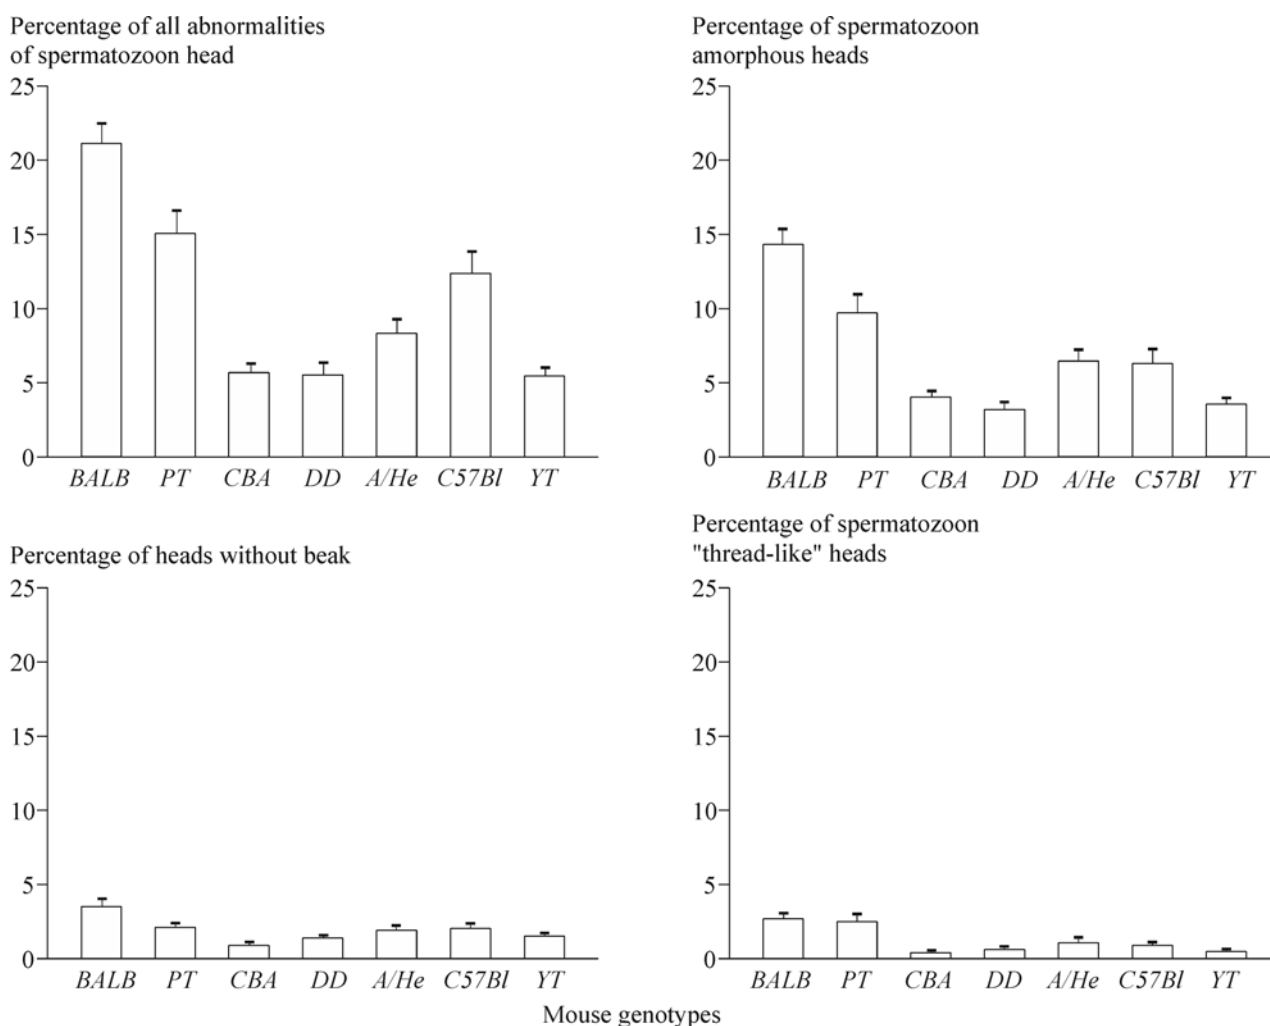 Percentage of all abnormalities
of spermatozoon head
25
20
15
10
5
0
BALB PT CBA DD A/He C57Bl YT
Percentage of spermatozoon
amorphous heads
25
20
15
10
5
0
BALB PT CBA DD A/He C57Bl YT
Percentage of heads without beak
25
20
15
10
5
0
BALB PT CBA DD A/He C57Bl YT
Percentage of spermatozoon
"thread-like" heads
25
20
15
10
5
0
BALB PT CBA DD A/He C57Bl YT
Mouse genotypes